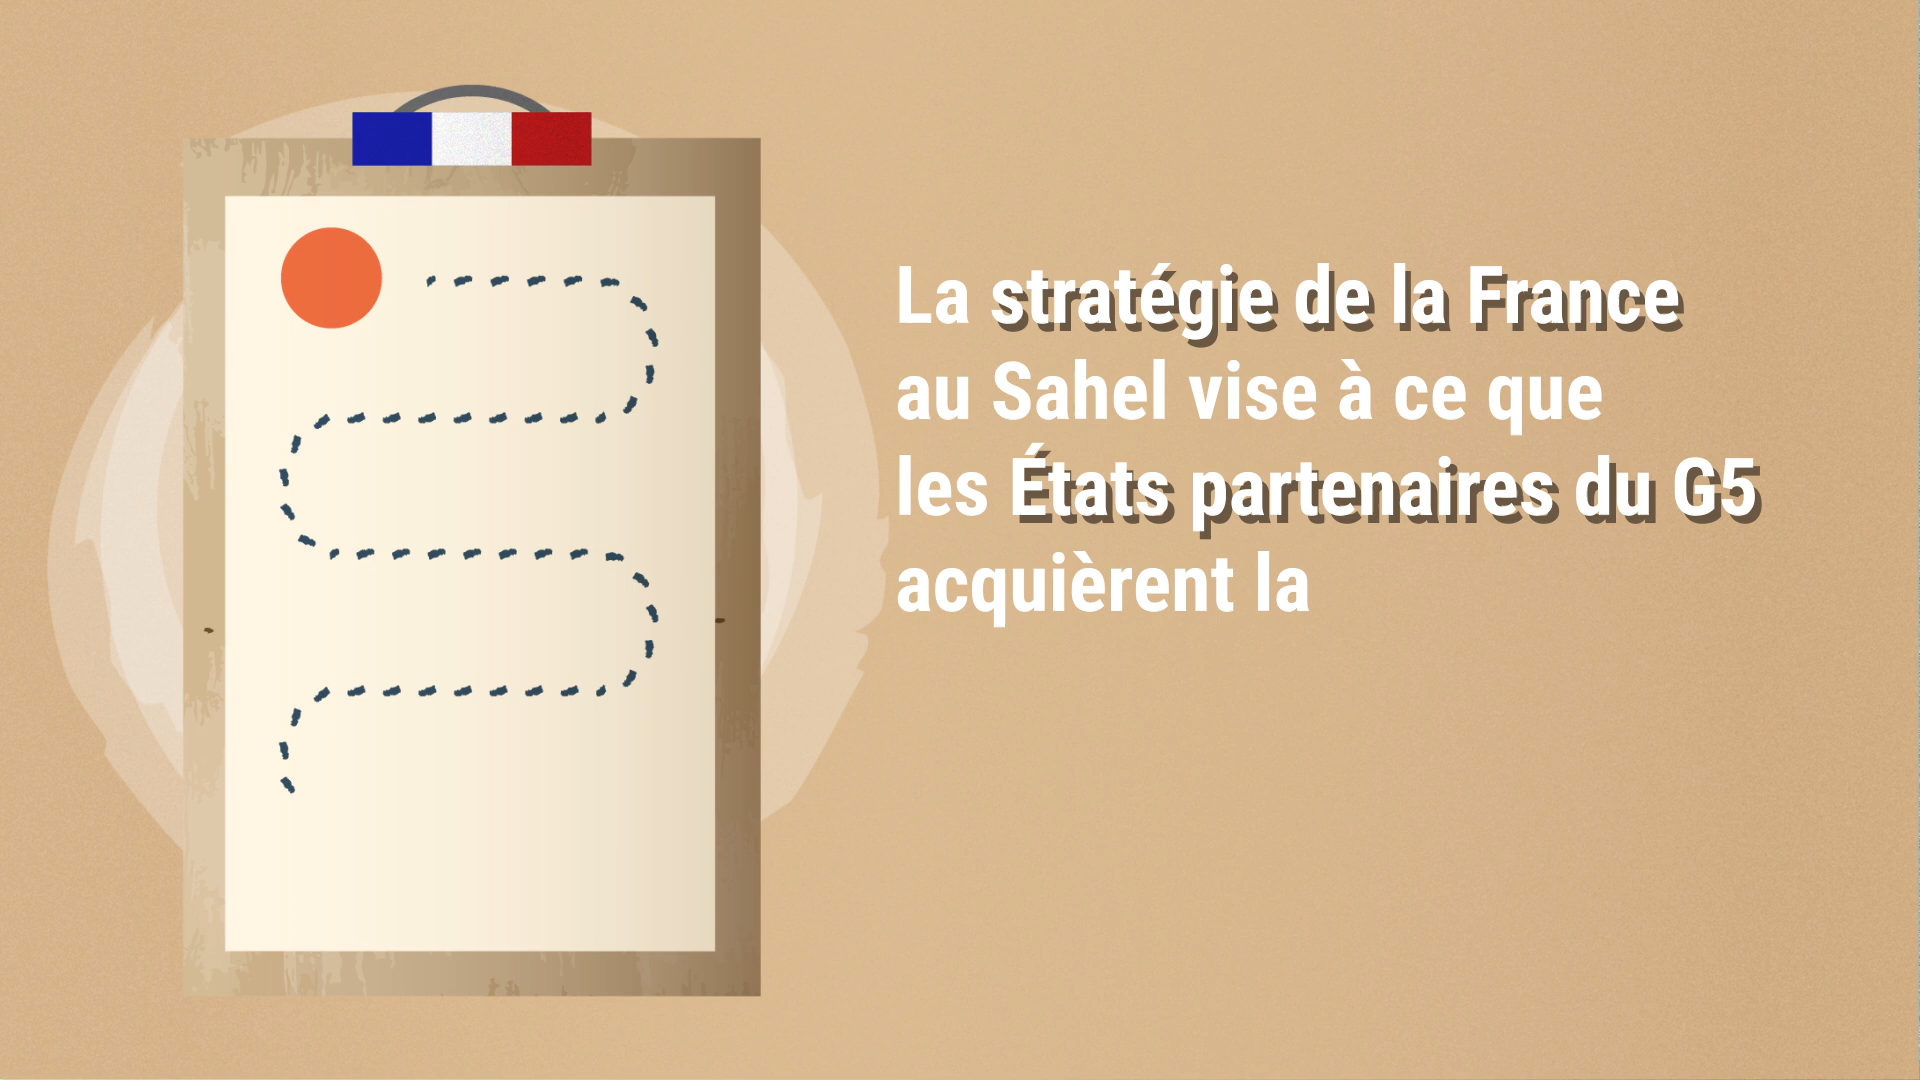 La stratégie de la France
au Sahel vise à ce que
les États partenaires du G5
acquièrent la